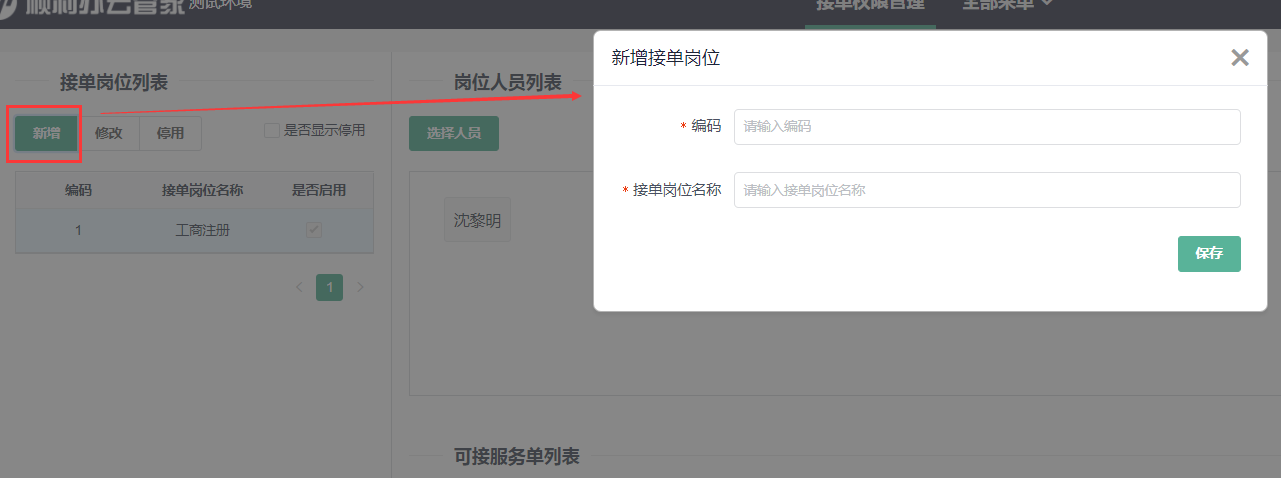 顺利办云管家 测试环境
接单权限管理 全部菜单
接单岗位列表
新增 修改 停用 是否显示停用
编码 接单岗位名称 是否启用
1 工商注册
1
岗位人员列表
选择人员
沈黎明
可接服务单列表
新增接单岗位
* 编码 请输入编码
* 接单岗位名称 请输入接单岗位名称
保存